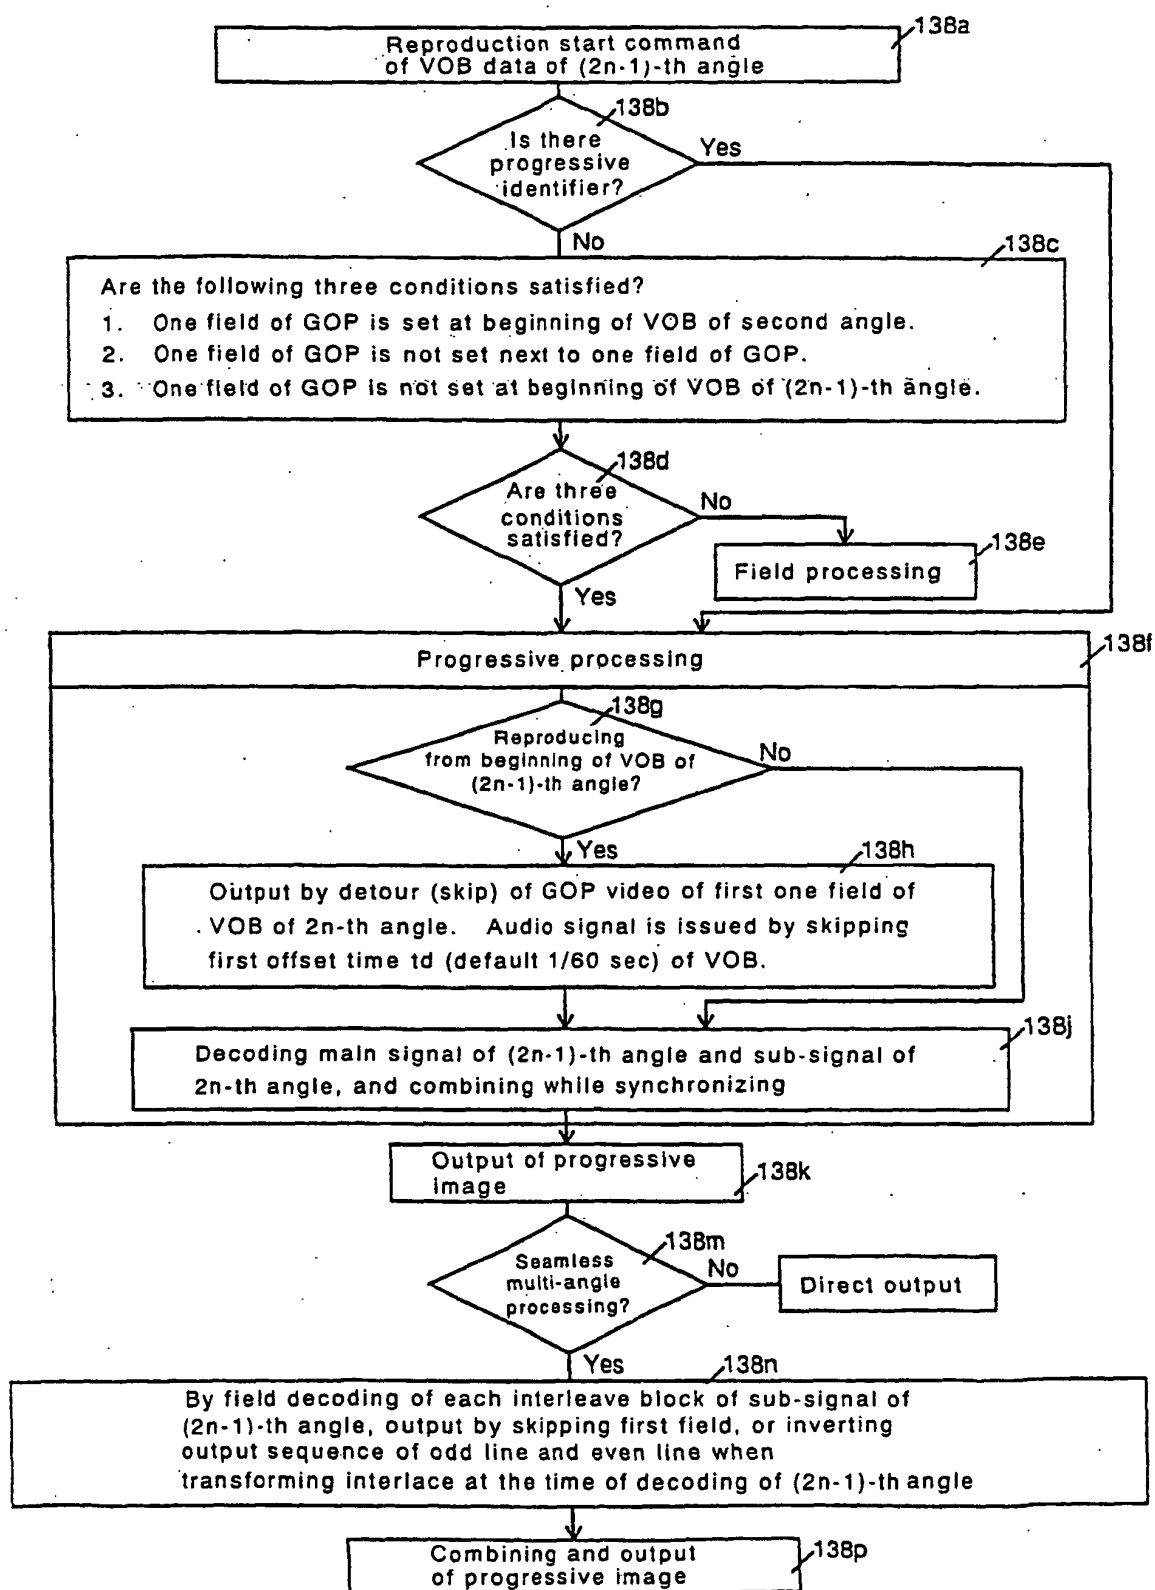 138a
Reproduction start command
of VOB data of (2n-1)-th angle
138b
Is there
progressive
identifier?
Yes
No
138c
Are the following three conditions satisfied?
1. One field of GOP is set at beginning of VOB of second angle.
2. One field of GOP is not set next to one field of GOP.
3. One field of GOP is not set at beginning of VOB of (2n-1)-th angle.
138d
Are three
conditions
satisfied?
No
138e
Field processing
Yes
Progressive processing
138f
138g
Reproducing
from beginning of VOB of
(2n-1)-th angle?
No
Yes
138h
Output by detour (skip) of GOP video of first one field of
VOB of 2n-th angle. Audio signal is issued by skipping
first offset time td (default 1/60 sec) of VOB.
138j
Decoding main signal of (2n-1)-th angle and sub-signal of
2n-th angle, and combining while synchronizing
Output of progressive
image
138k
138m
Seamless
multi-angle
processing?
No
Direct output
Yes
138n
By field decoding of each interleave block of sub-signal of
(2n-1)-th angle, output by skipping first field, or inverting
output sequence of odd line and even line when
transforming interlace at the time of decoding of (2n-1)-th angle
Combining and output
of progressive image
138p